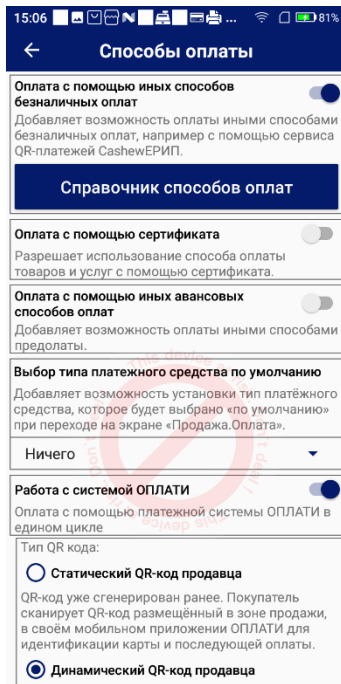 15:06 ... 81%
Способы оплаты
Оплата с помощью иных способов
безналичных оплат
Добавляет возможность оплаты иными способами
безналичных оплат, например с помощью сервиса
QR-платежей CashewЕРИП.
Справочник способов оплат
Оплата с помощью сертификата
Разрешает использование способа оплаты
товаров и услуг с помощью сертификата.
Оплата с помощью иных авансовых
способов оплат
Добавляет возможность оплаты иными способами
предолаты.
Выбор типа платежного средства по умолчанию
Добавляет возможность установки тип платёжного
средства, которое будет выбрано «по умолчанию»
при переходе на экране «Продажа.Оплата».
Ничего
Работа с системой ОПЛАТИ
Оплата с помощью платежной системы ОПЛАТИ в
едином цикле
Тип QR кода:
Статический QR-код продавца
QR-код уже сгенерирован ранее. Покупатель
сканирует QR-код размещённый в зоне продажи,
в своём мобильном приложении ОПЛАТИ для
идентификации карты и последующей оплаты.
Динамический QR-код продавца